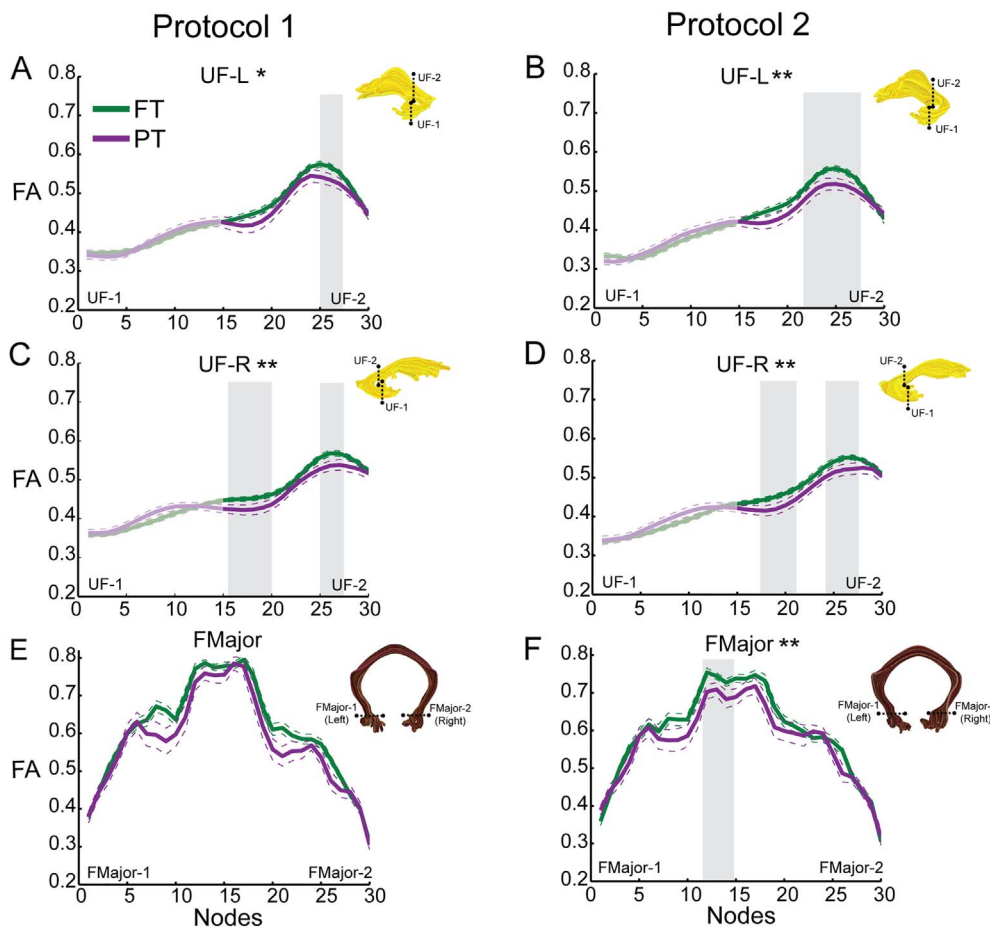 Protocol 1
Protocol 2
A
UF-L *
0.8
0.7
0.6
0.5
0.4
0.3
0.2
FA
FT
PT
UF-2
UF-1
UF-1
UF-2
0 5 10 15 20 25 30
B
UF-L **
0.8
0.7
0.6
0.5
0.4
0.3
0.2
UF-2
UF-1
UF-1
UF-2
0 5 10 15 20 25 30
C
UF-R **
0.8
0.7
0.6
0.5
0.4
0.3
0.2
FA
UF-2
UF-1
UF-1
UF-2
0 5 10 15 20 25 30
D
UF-R **
0.8
0.7
0.6
0.5
0.4
0.3
0.2
UF-2
UF-1
UF-1
UF-2
0 5 10 15 20 25 30
E
FMajor
0.8
0.7
0.6
0.5
0.4
0.3
0.2
FA
FMajor-1
(Left)
FMajor-2
(Right)
FMajor-1
FMajor-2
0 5 10 15 20 25 30
Nodes
F
FMajor **
0.8
0.7
0.6
0.5
0.4
0.3
0.2
FMajor-1
(Left)
FMajor-
(Right)
FMajor-1
FMajor-2
0 5 10 15 20 25 30
Nodes